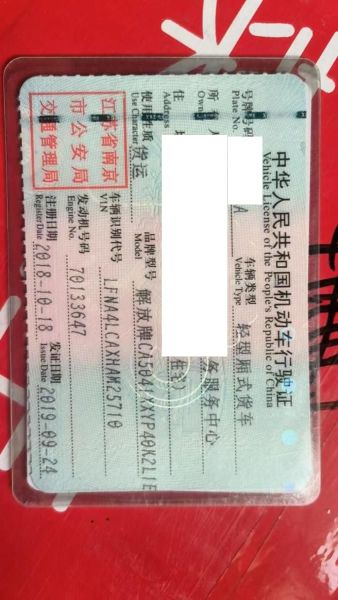 中华人民共和国机动车行驶证
Vehicle License of the People's Republic of China
号牌号码
Plate No.
A
车辆类型
Vehicle Type
轻型厢式货车
所有人
Owner
务服务中心
住址
Address
使用性质
Use Character
货运
品牌型号
Model
解放牌CA5041XXYP40K2L1E
江苏省南京
市公安局
交通管理局
车辆识别代号
VIN
LFNA4LCAXHAM25710
发动机号码
Engine No.
70133647
注册日期
Register Date
2018-10-18
发证日期
Issue Date
2019-09-24